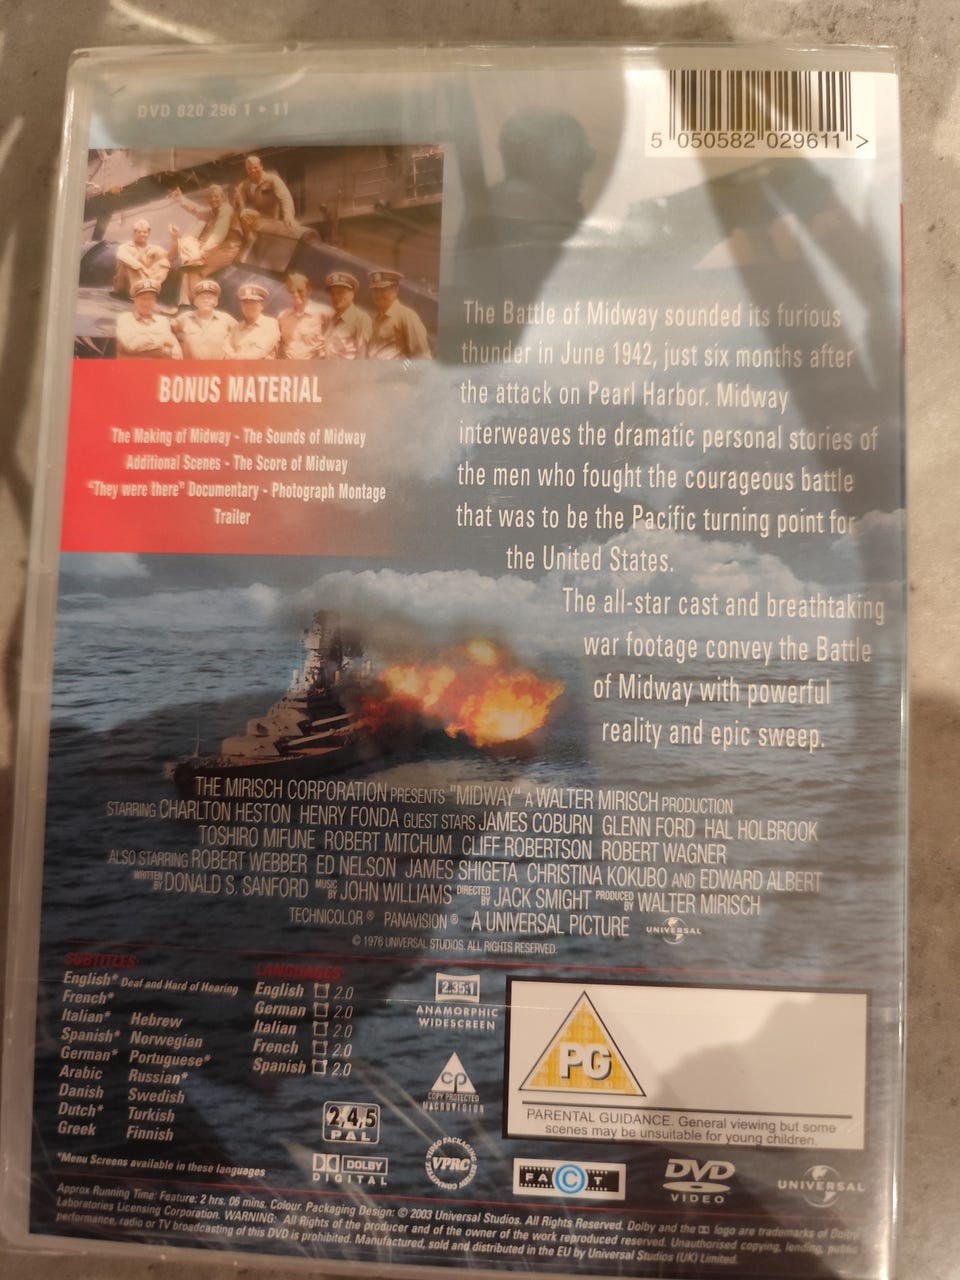 DVD 820 296 1 • 11
5 050582 029611 >
BONUS MATERIAL
The Making of Midway - The Sounds of Midway
Additional Scenes - The Score of Midway
"They were there" Documentary - Photograph Montage
Trailer
The Battle of Midway sounded its furious
thunder in June 1942, just six months after
the attack on Pearl Harbor. Midway
interweaves the dramatic personal stories of
the men who fought the courageous battle
that was to be the Pacific turning point for
the United States.
The all-star cast and breathtaking
war footage convey the Battle
of Midway with powerful
reality and epic sweep.
THE MIRISCH CORPORATION PRESENTS "MIDWAY" A WALTER MIRISCH PRODUCTION
STARRING CHARLTON HESTON HENRY FONDA GUEST STARS JAMES COBURN GLENN FORD HAL HOLBROOK
TOSHIRO MIFUNE ROBERT MITCHUM CLIFF ROBERTSON ROBERT WAGNER
ALSO STARRING ROBERT WEBBER ED NELSON JAMES SHIGETA CHRISTINA KOKUBO AND EDWARD ALBERT
WRITTEN BY DONALD S. SANFORD MUSIC BY JOHN WILLIAMS DIRECTED BY JACK SMIGHT PRODUCED BY WALTER MIRISCH
TECHNICOLOR® PANAVISION® A UNIVERSAL PICTURE UNIVERSAL
© 1976 UNIVERSAL STUDIOS. ALL RIGHTS RESERVED.
SUBTITLES
English* Deaf and Hard of Hearing
French*
Italian* Hebrew
Spanish* Norwegian
German* Portuguese*
Arabic Russian*
Danish Swedish
Dutch* Turkish
Greek Finnish
*Menu Screens available in these languages
LANGUAGES
English 2.0
German 2.0
Italian 2.0
French 2.0
Spanish 2.0
2.35:1
ANAMORPHIC
WIDESCREEN
CP
COPY PROTECTED
MACROVISION
2,4,5
PAL
DOLBY
DIGITAL
VIDEO PACKAGING REVIEW COMMITTEE
VPRC
PG
PARENTAL GUIDANCE. General viewing but some
scenes may be unsuitable for young children.
FACT
DVD
VIDEO
UNIVERSAL
Approx Running Time: Feature: 2 hrs. 06 mins. Colour. Packaging Design: © 2003 Universal Studios. All Rights Reserved. Dolby and the logo are trademarks of Dolby
Laboratories Licensing Corporation. WARNING: All Rights of the producer and of the owner of the work reproduced reserved. Unauthorised copying, lending, public
performance, radio or TV broadcasting of this DVD is prohibited. Manufactured, sold and distributed in the EU by Universal Studios (UK) Limited.